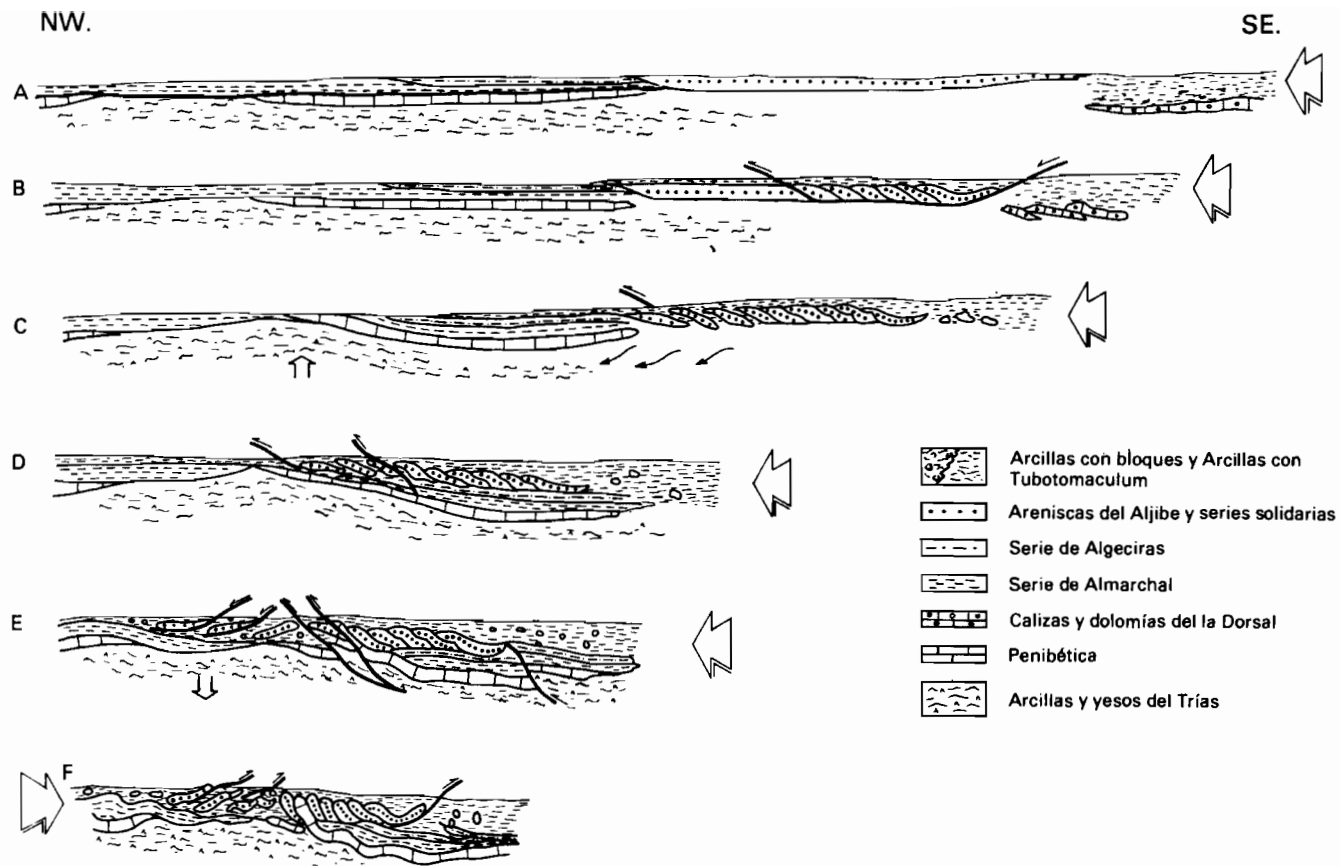 NW.
SE.
A
B
C
D
E
F
Arcillas con bloques y Arcillas con
Tubotomaculum
Areniscas del Aljibe y series solidarias
Serie de Algeciras
Serie de Almarchal
Calizas y dolomías del la Dorsal
Penibética
Arcillas y yesos del Trías